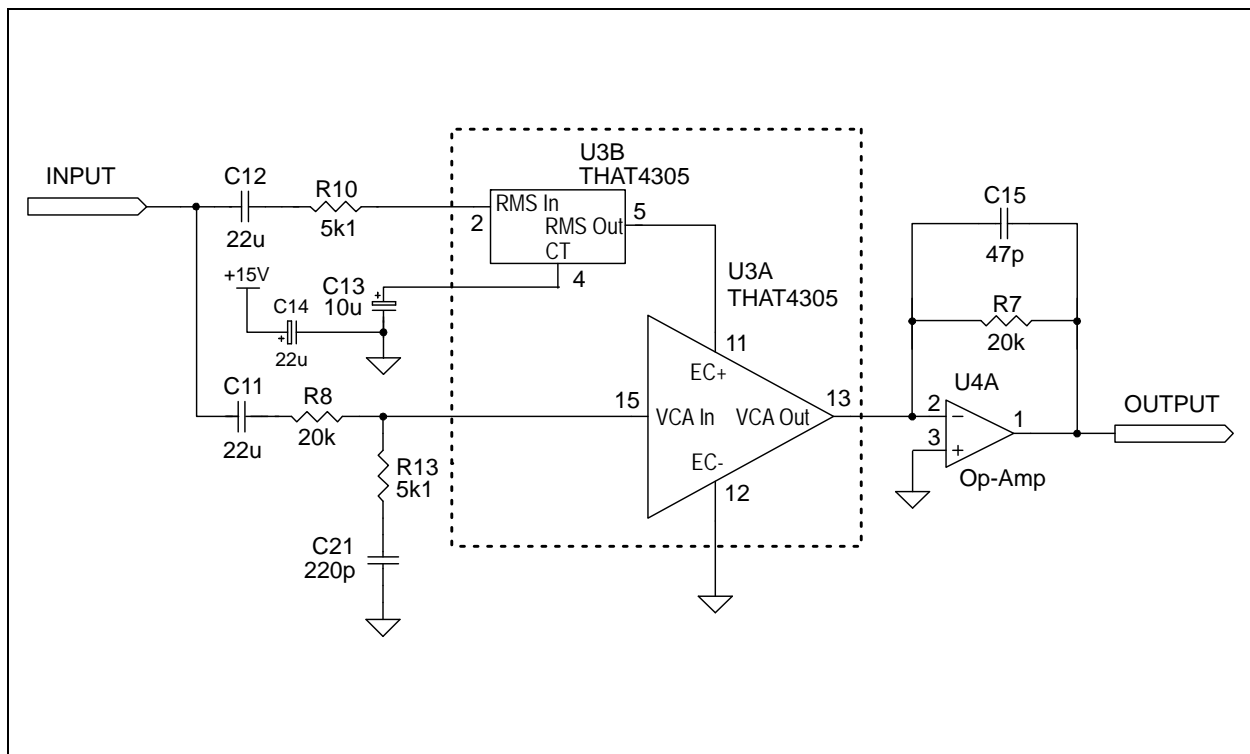 INPUT
C12
22u
R10
5k1
U3B
THAT4305
RMS In
RMS Out
CT
2
5
4
+15V
C14
22u
C13
10u
C11
22u
R8
20k
R13
5k1
C21
220p
U3A
THAT4305
11
EC+
15
VCA In
VCA Out
13
EC-
12
C15
47p
R7
20k
U4A
2
−
3
+
1
Op-Amp
OUTPUT